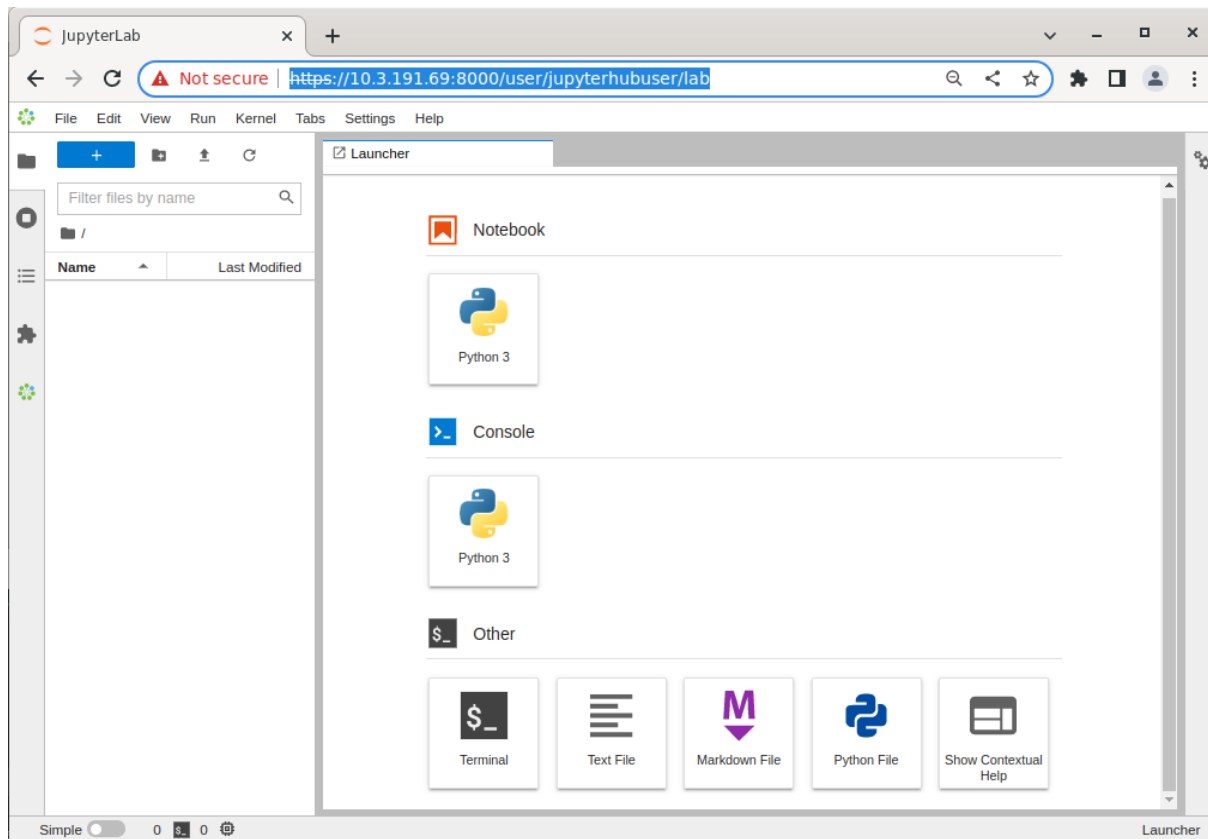 JupyterLab
Not secure | https://10.3.191.69:8000/user/jupyterhubuser/lab
File Edit View Run Kernel Tabs Settings Help
+
Launcher
Filter files by name
/
Name Last Modified
Notebook
Python 3
>_ Console
Python 3
$_ Other
$_
M
Terminal Text File Markdown File Python File Show Contextual
Help
Simple 0 $_ 0 Launcher